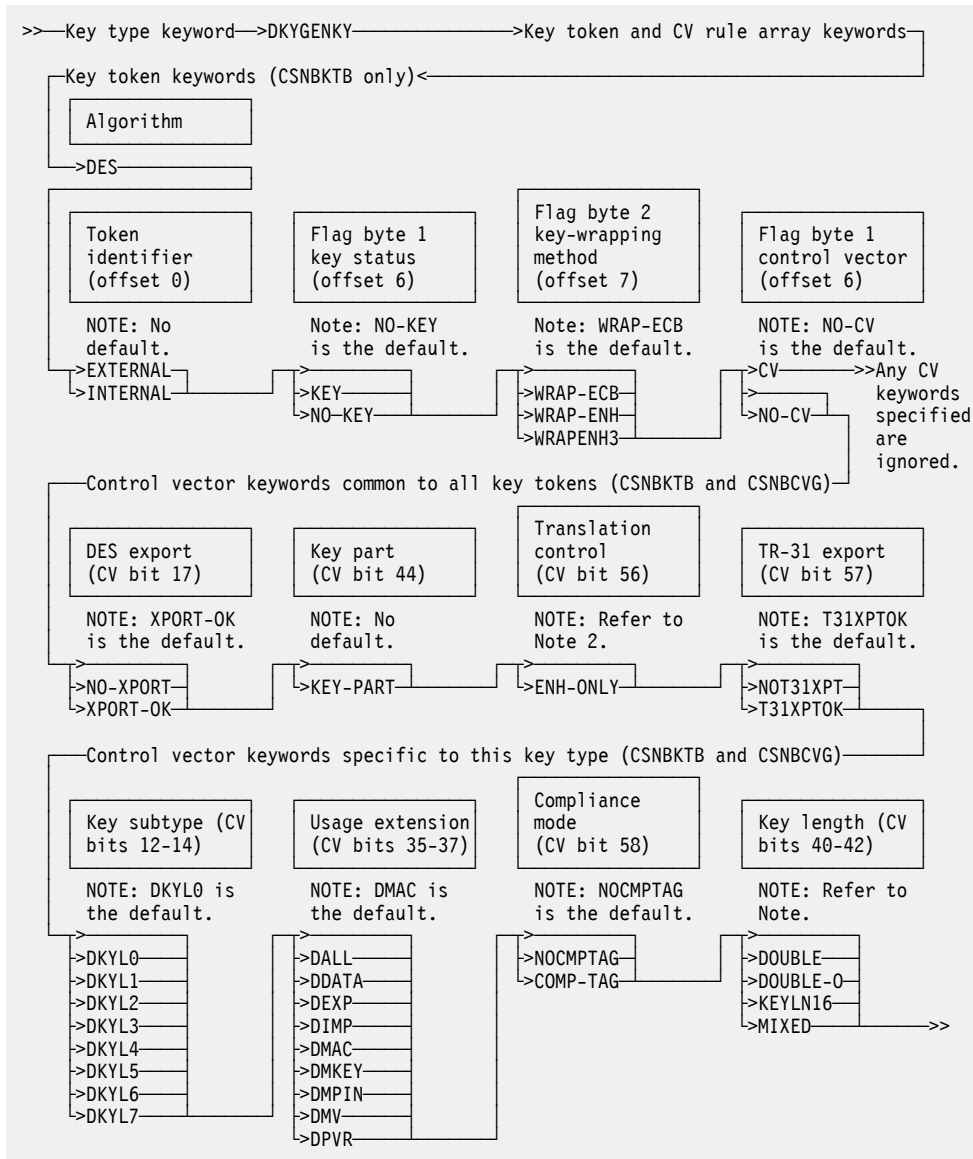 >>—Key type keyword—>DKYGENKY—>Key token and CV rule array keywords
Key token keywords (CSNBKTB only)<
Algorithm
>DES
Token
identifier
(offset 0)
NOTE: No
default.
>EXTERNAL
>INTERNAL
Flag byte 1
key status
(offset 6)
Note: NO-KEY
is the default.
>
>KEY
>NO-KEY
Flag byte 2
key-wrapping
method
(offset 7)
Note: WRAP-ECB
is the default.
>
>WRAP-ECB
>WRAP-ENH
>WRAPENH3
Flag byte 1
control vector
(offset 6)
NOTE: NO-CV
is the default.
>CV—>>Any CV
keywords
specified
are
ignored.
>
>NO-CV
Control vector keywords common to all key tokens (CSNBKTB and CSNBCVG)
DES export
(CV bit 17)
NOTE: XPORT-OK
is the default.
>
>NO-XPORT
>XPORT-OK
Key part
(CV bit 44)
NOTE: No
default.
>
>KEY-PART
Translation
control
(CV bit 56)
NOTE: Refer to
Note 2.
>
>ENH-ONLY
TR-31 export
(CV bit 57)
NOTE: T31XPTOK
is the default.
>
>NOT31XPT
>T31XPTOK
Control vector keywords specific to this key type (CSNBKTB and CSNBCVG)
Key subtype (CV
bits 12-14)
NOTE: DKYL0 is
the default.
>
>DKYL0
>DKYL1
>DKYL2
>DKYL3
>DKYL4
>DKYL5
>DKYL6
>DKYL7
Usage extension
(CV bits 35-37)
NOTE: DMAC is
the default.
>
>DALL
>DDATA
>DEXP
>DIMP
>DMAC
>DMKEY
>DMPIN
>DMV
>DPVR
Compliance
mode
(CV bit 58)
NOTE: NOCMPTAG
is the default.
>
>NOCMPTAG
>COMP-TAG
Key length (CV
bits 40-42)
NOTE: Refer to
Note.
>
>DOUBLE
>DOUBLE-O
>KEYLN16
>MIXED—>>